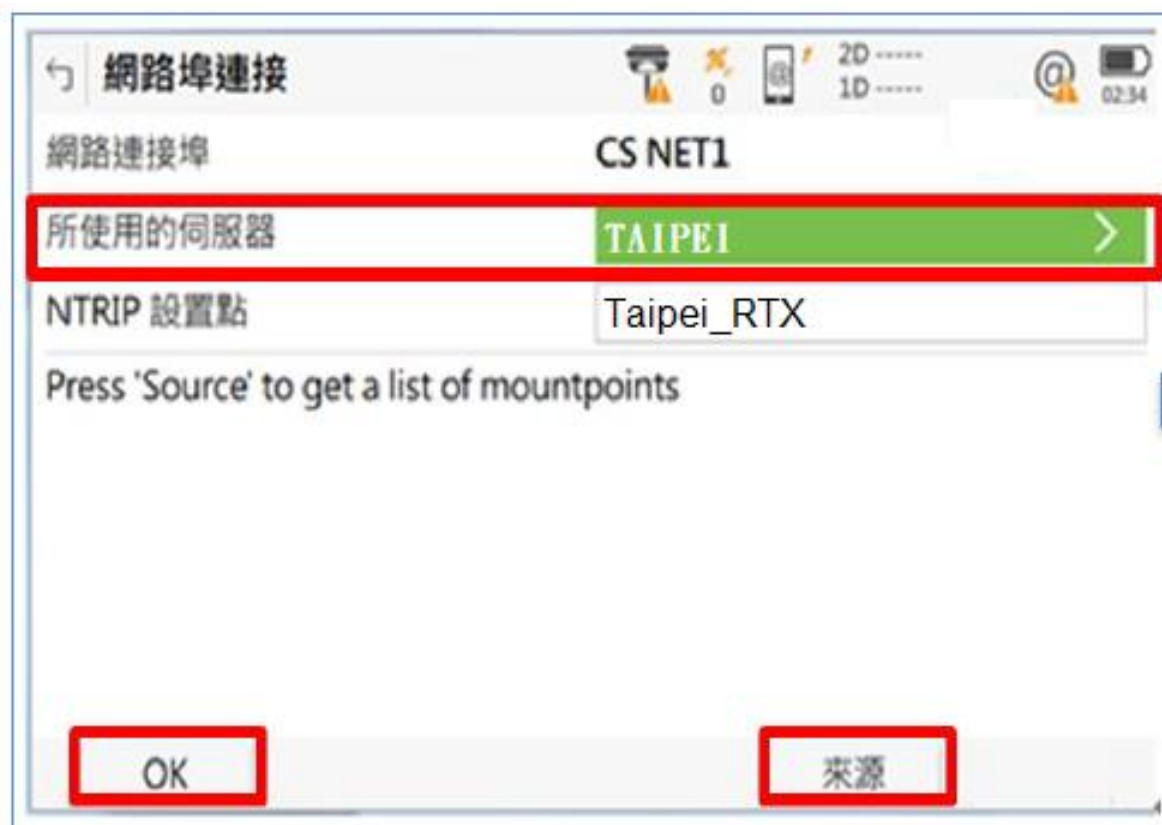 網路埠連接
0
@
2D -----
1D -----
@
02:34
網路連接埠 CS NET1
所使用的伺服器 TAIPEI
NTRIP 設置點 Taipei_RTX
Press 'Source' to get a list of mountpoints
OK 來源